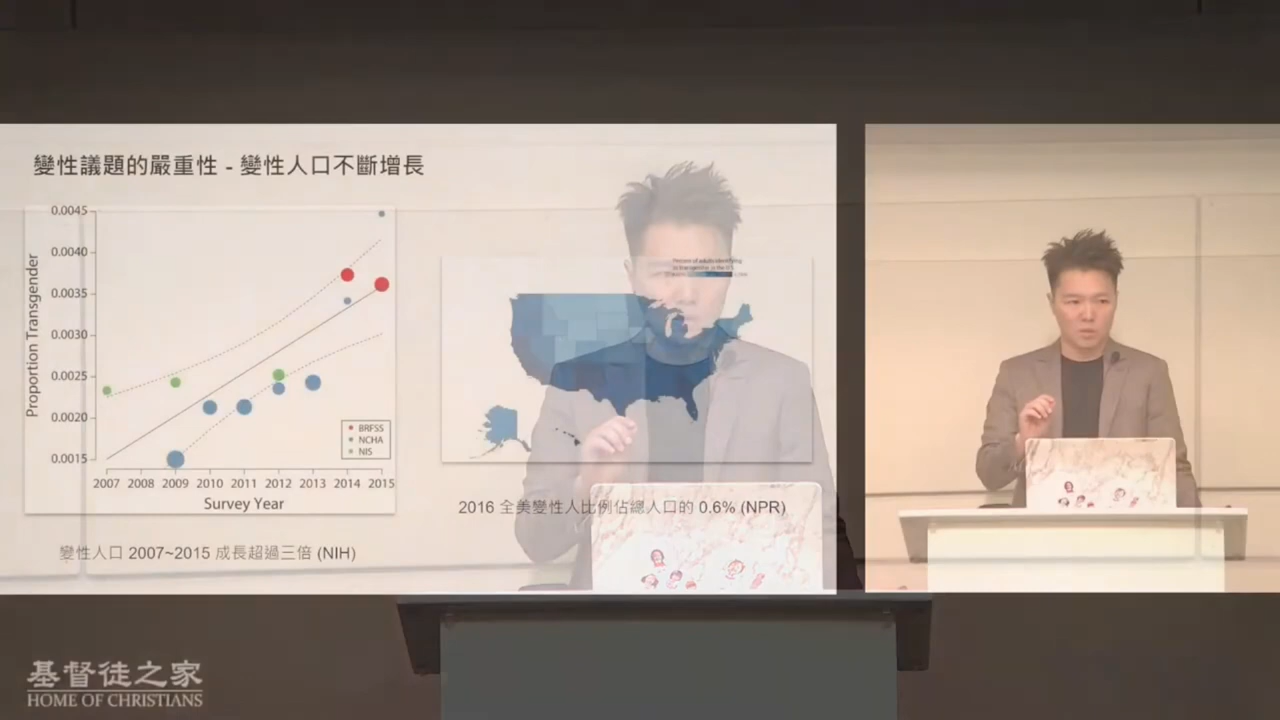 變性議題的嚴重性 - 變性人口不斷增長
Proportion Transgender
0.0045
0.0040
0.0035
0.0030
0.0025
0.0020
0.0015
2007 2008 2009 2010 2011 2012 2013 2014 2015
Survey Year
BRFSS
NCHA
NIS
Percent of adults identifying
2016 全美變性人比例佔總人口的 0.6% (NPR)
變性人口 2007~2015 成長超過三倍 (NIH)
基督徒之家
HOME OF CHRISTIANS